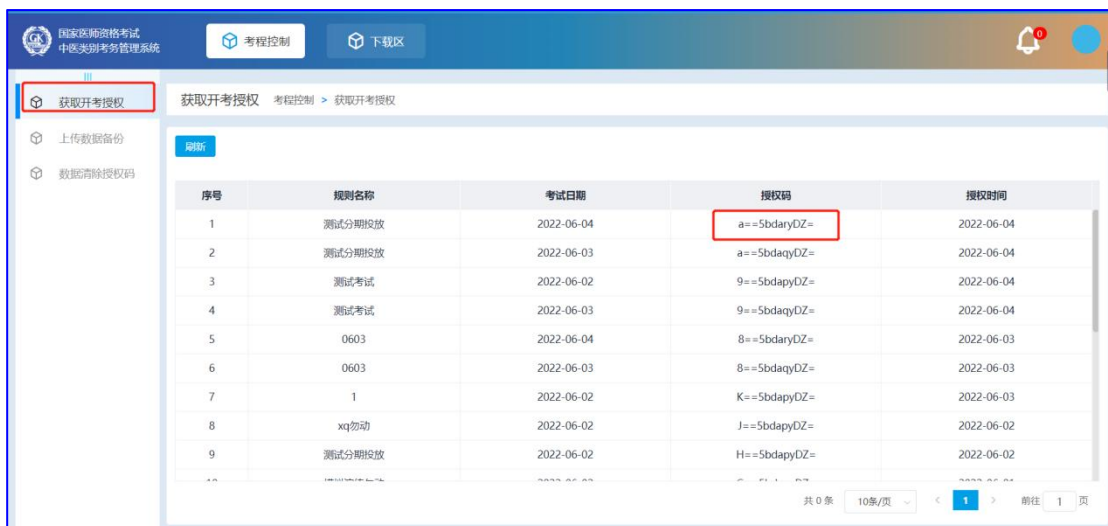 GK
国家医师资格考试
中医类别考务管理系统
考程控制
下载区
0
获取开考授权
上传数据备份
数据清除授权码
获取开考授权 考程控制 > 获取开考授权
刷新
序号 规则名称 考试日期 授权码 授权时间
1 测试分期投放 2022-06-04 a==5bdaryDZ= 2022-06-04
2 测试分期投放 2022-06-03 a==5bdaqyDZ= 2022-06-04
3 测试考试 2022-06-02 9==5bdapyDZ= 2022-06-04
4 测试考试 2022-06-03 9==5bdaqyDZ= 2022-06-04
5 0603 2022-06-04 8==5bdaryDZ= 2022-06-03
6 0603 2022-06-03 8==5bdaqyDZ= 2022-06-03
7 1 2022-06-02 K==5bdapyDZ= 2022-06-03
8 xq勿动 2022-06-02 J==5bdapyDZ= 2022-06-02
9 测试分期投放 2022-06-02 H==5bdapyDZ= 2022-06-02
共 0 条 10条/页 < 1 > 前往 1 页